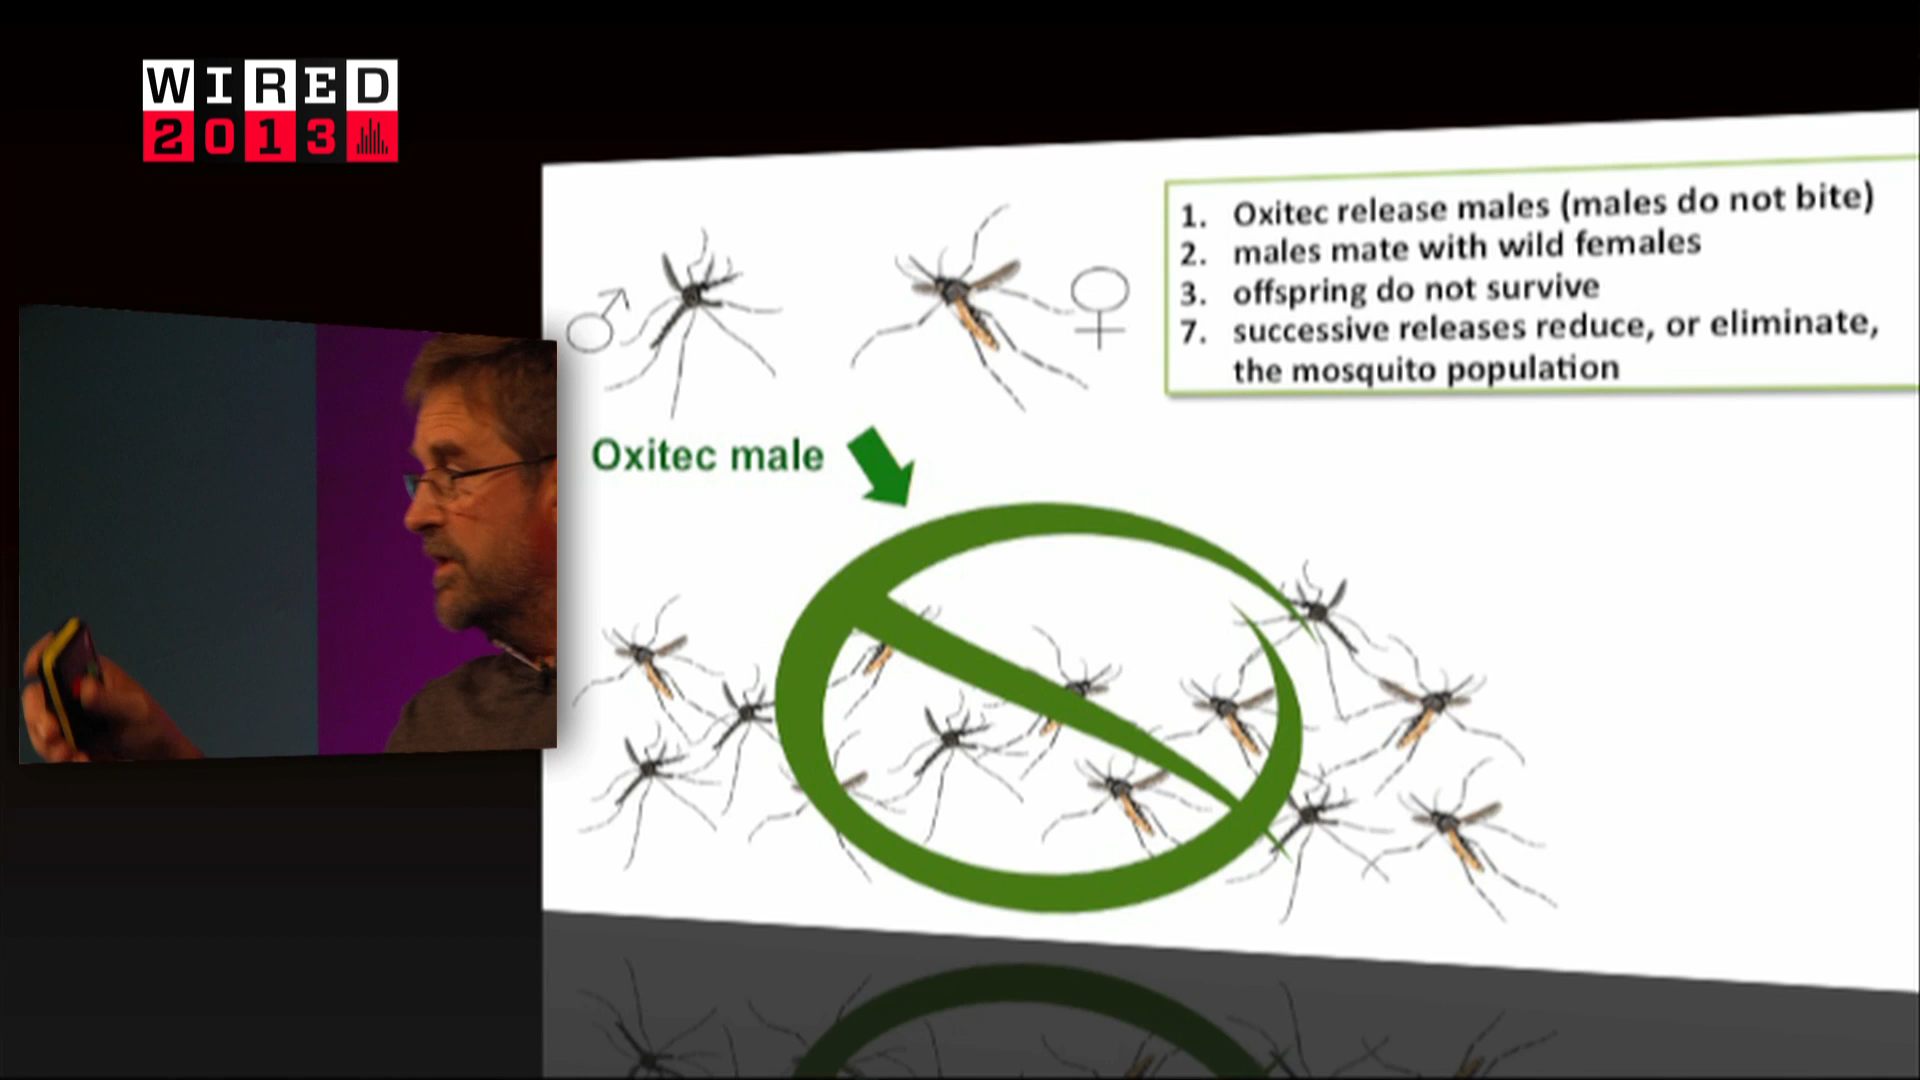 WIRED
2013
1. Oxitec release males (males do not bite)
2. males mate with wild females
3. offspring do not survive
7. successive releases reduce, or eliminate,
the mosquito population
Oxitec male